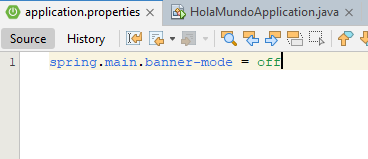 application.properties HolaMundoApplication.java
Source History
1 spring.main.banner-mode = off